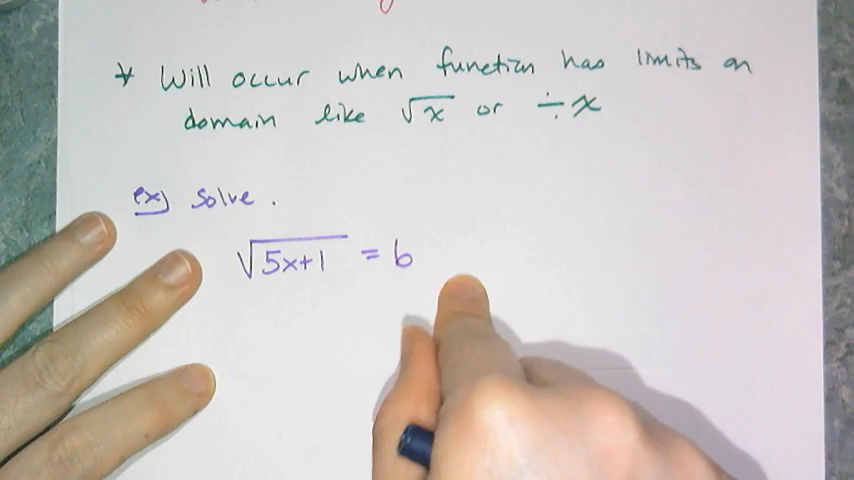 * Will occur when function has limits on
domain like √x or ÷x
ex) Solve.
√5x+1 = 6